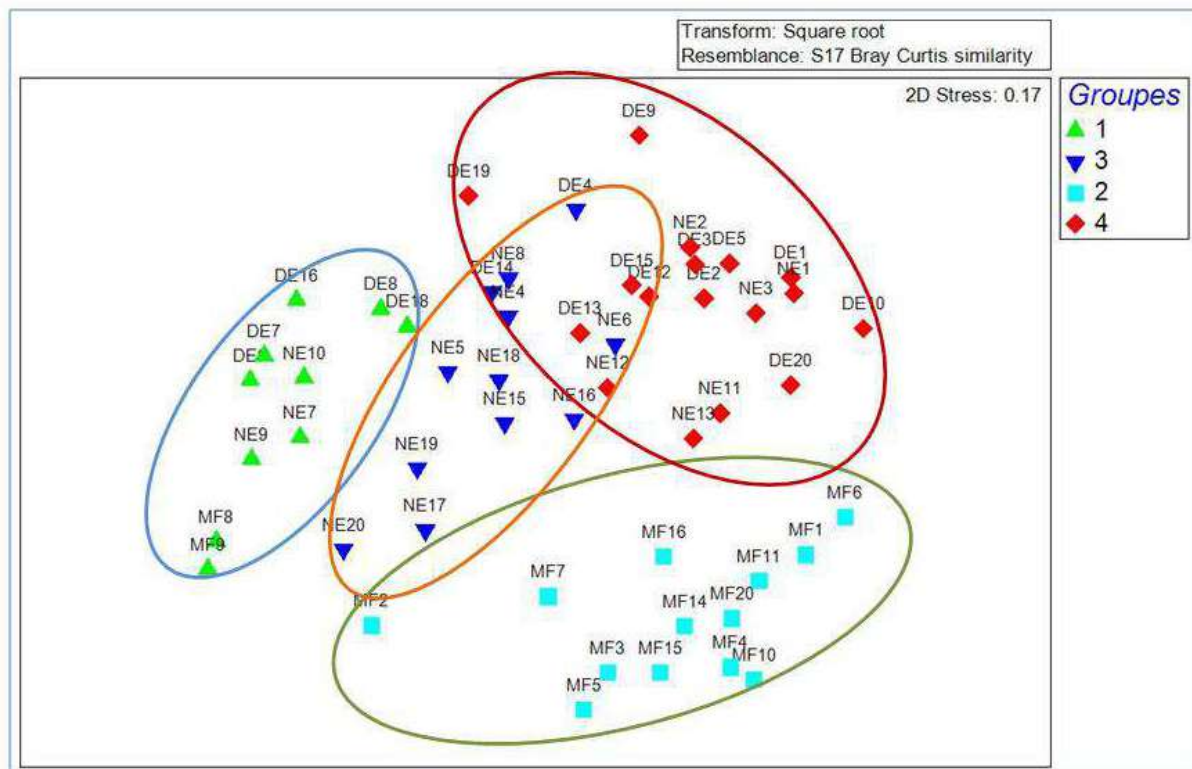 Transform: Square root
Resemblance: S17 Bray Curtis similarity
2D Stress: 0.17
Groupes
1
3
2
4
DE9
DE19
DE4
NE2
DE3 DE5
NE8
DE14
DE15
DE12
DE2
DE1
NE1
DE16
DE8
DE18
NE4
NE3
DE10
DE13
NE6
DE7
NE10
NE5
NE18
NE12
DE20
NE7
NE15
NE16
NE11
NE13
NE9
NE19
MF8
NE17
MF6
MF9
NE20
MF16
MF1
MF11
MF7
MF2
MF14
MF20
MF3
MF15
MF4
MF10
MF5